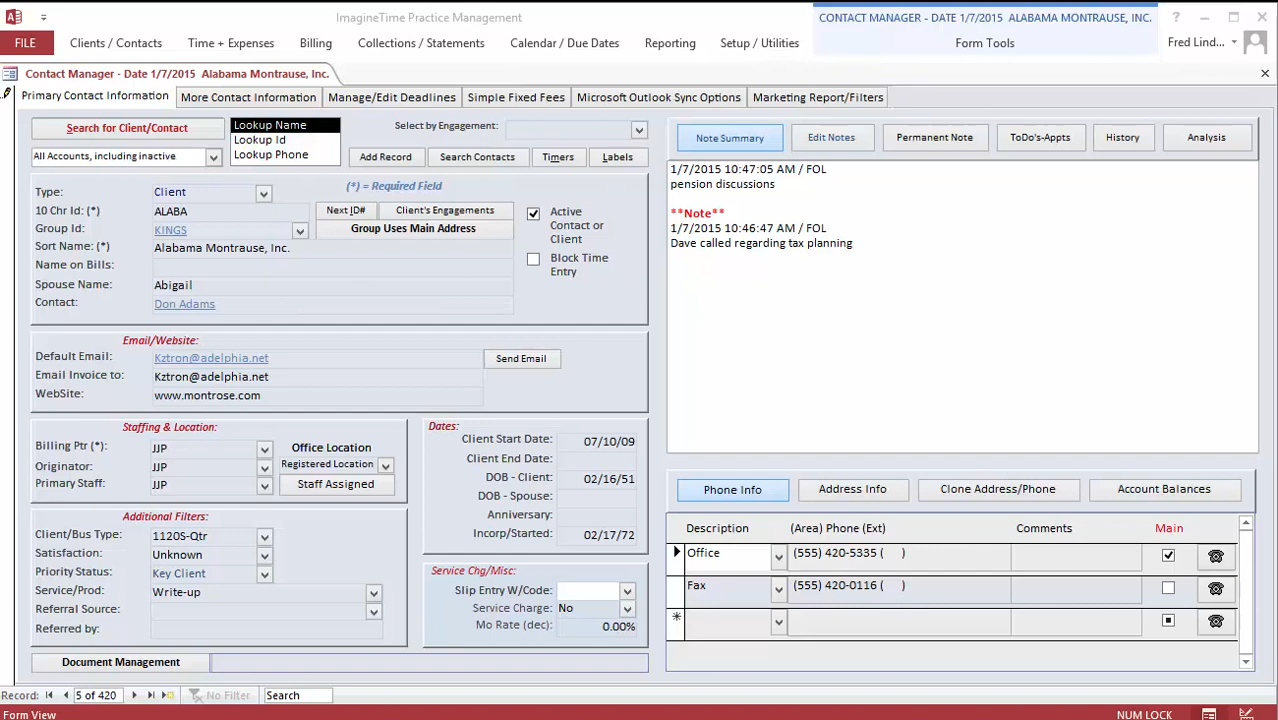 ImagineTime Practice Management
CONTACT MANAGER - DATE 1/7/2015 ALABAMA MONTRAUSE, INC.
?
FILE
Clients / Contacts
Time + Expenses
Billing
Collections / Statements
Calendar / Due Dates
Reporting
Setup / Utilities
Form Tools
Fred Lind...
Contact Manager - Date 1/7/2015 Alabama Montrause, Inc.
Primary Contact Information
More Contact Information
Manage/Edit Deadlines
Simple Fixed Fees
Microsoft Outlook Sync Options
Marketing Report/Filters
Search for Client/Contact
Lookup Name
Lookup Id
Lookup Phone
Select by Engagement:
All Accounts, including inactive
Add Record
Search Contacts
Timers
Labels
Type: Client
(*) = Required Field
10 Chr Id: (*) ALABA
Next ID#
Client's Engagements
Group Id: KINGS
Group Uses Main Address
Sort Name: (*) Alabama Montrause, Inc.
Name on Bills:
Spouse Name: Abigail
Contact: Don Adams
Active
Contact or
Client
Block Time
Entry
Email/Website:
Default Email: Kztron@adelphia.net
Send Email
Email Invoice to: Kztron@adelphia.net
WebSite: www.montrose.com
Staffing & Location:
Billing Ptr (*): JJP
Office Location
Originator: JJP
Registered Location
Primary Staff: JJP
Staff Assigned
Additional Filters:
Client/Bus Type: 1120S-Qtr
Satisfaction: Unknown
Priority Status: Key Client
Service/Prod: Write-up
Referral Source:
Referred by:
Dates:
Client Start Date: 07/10/09
Client End Date:
DOB - Client: 02/16/51
DOB - Spouse:
Anniversary:
Incorp/Started: 02/17/72
Service Chg/Misc:
Slip Entry W/Code:
Service Charge: No
Mo Rate (dec): 0.00%
Document Management
Note Summary
Edit Notes
Permanent Note
ToDo's-Appts
History
Analysis
1/7/2015 10:47:05 AM / FOL
pension discussions
**Note**
1/7/2015 10:46:47 AM / FOL
Dave called regarding tax planning
Phone Info
Address Info
Clone Address/Phone
Account Balances
Description
(Area) Phone (Ext)
Comments
Main
Office (555) 420-5335 ( )
Fax (555) 420-0116 ( )
*
Record: 5 of 420
No Filter
Search
Form View
NUM LOCK